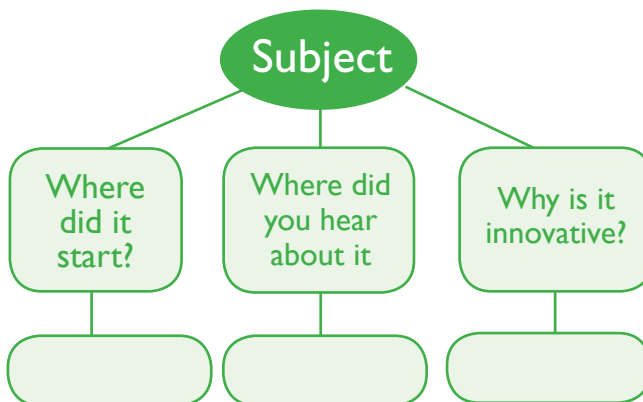 Subject
Where
did it
start?
Where did
you hear
about it
Why is it
innovative?